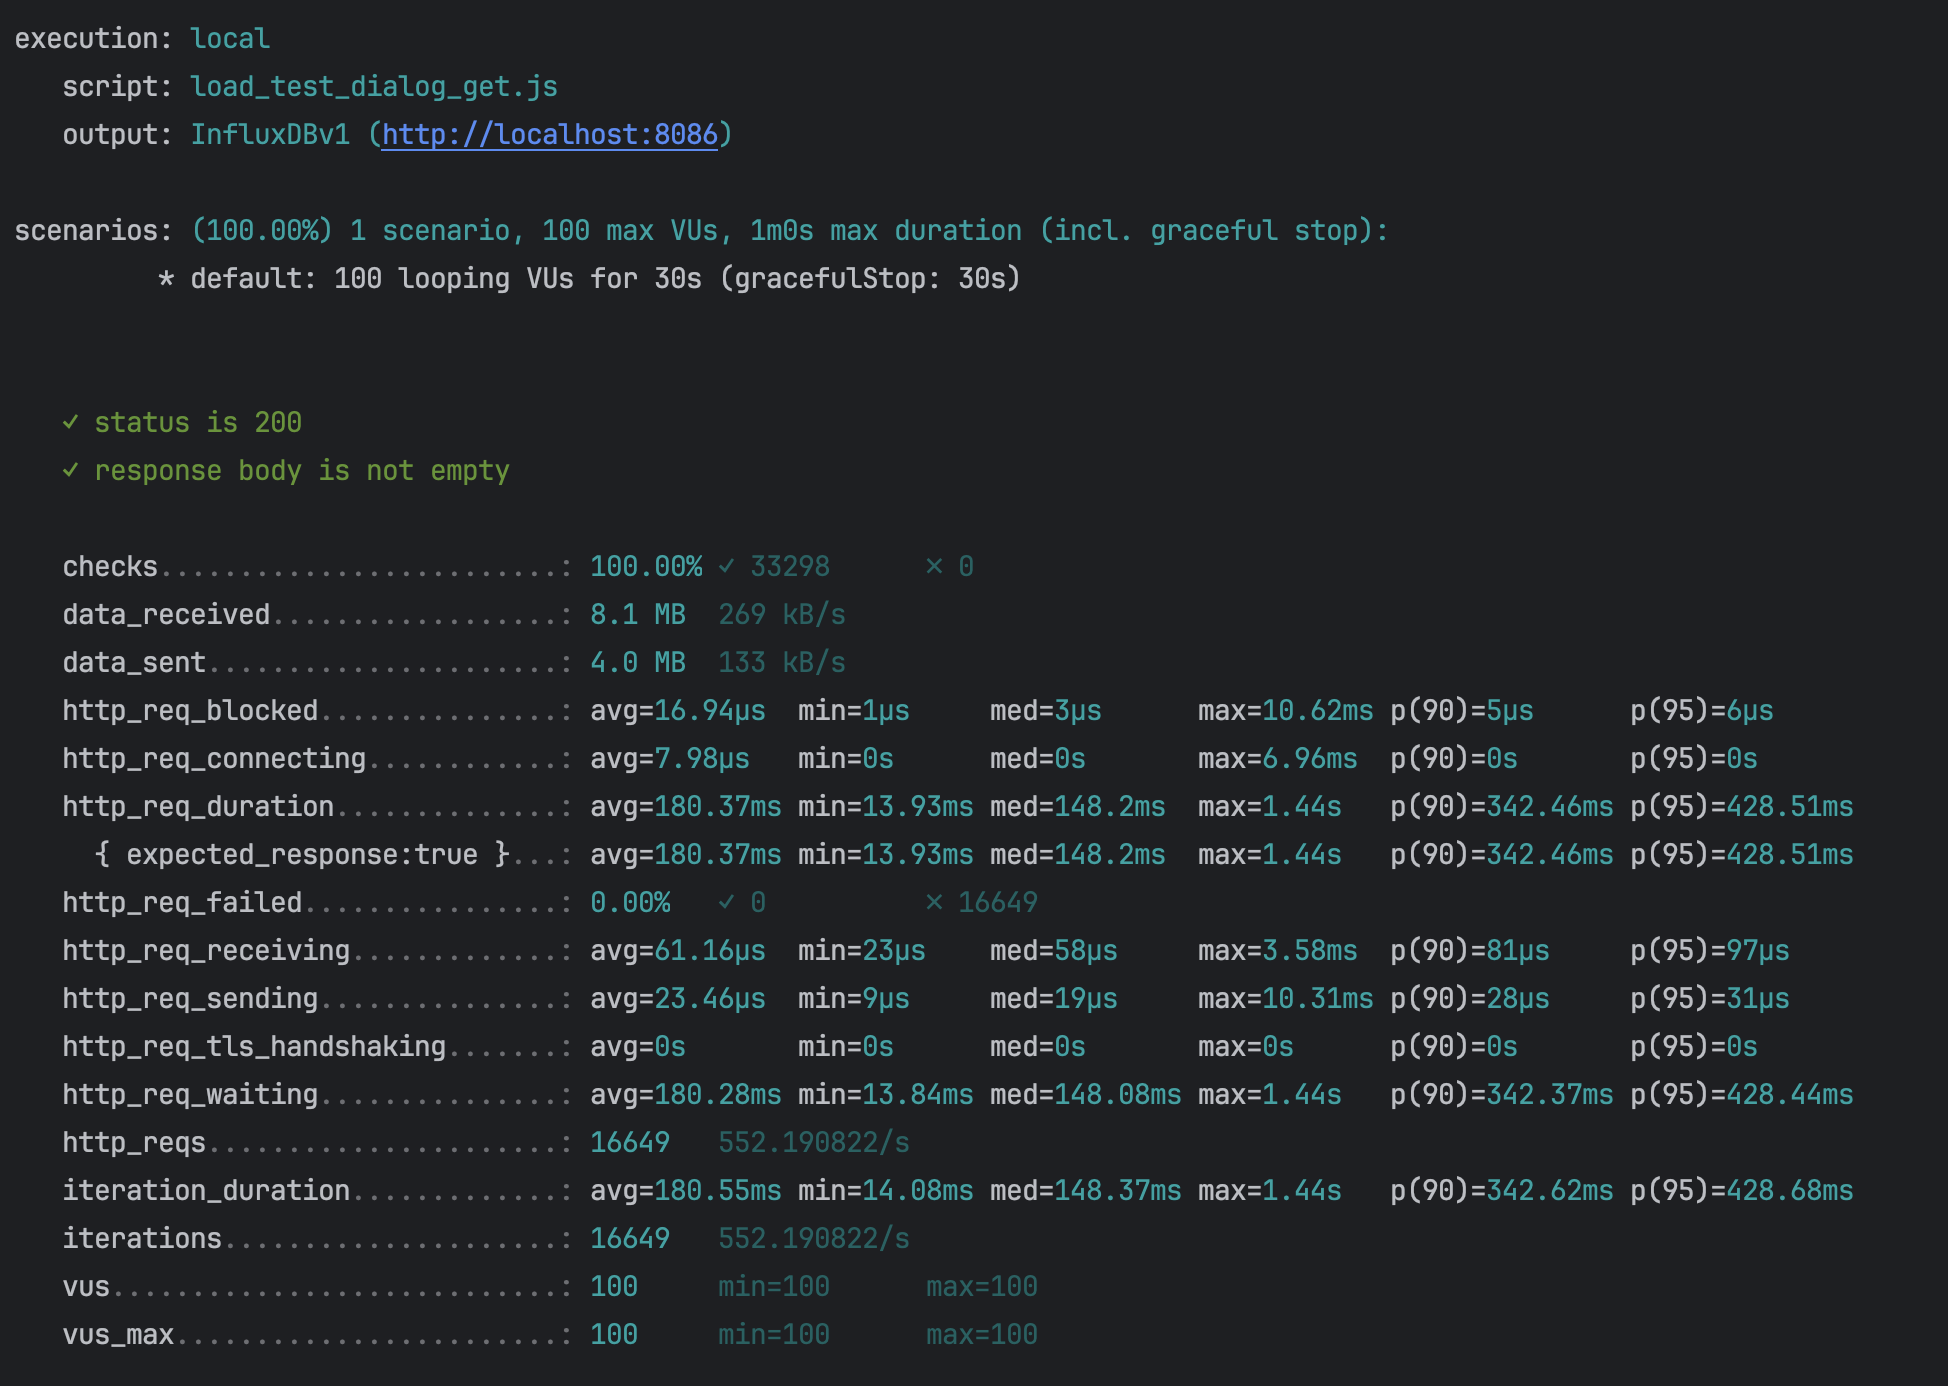 execution: local
script: load_test_dialog_get.js
output: InfluxDBv1 (http://localhost:8086)
scenarios: (100.00%) 1 scenario, 100 max VUs, 1m0s max duration (incl. graceful stop):
* default: 100 looping VUs for 30s (gracefulStop: 30s)
✓ status is 200
✓ response body is not empty
checks.........................: 100.00% ✓ 33298      ✗ 0
data_received..................: 8.1 MB  269 kB/s
data_sent......................: 4.0 MB  133 kB/s
http_req_blocked...............: avg=16.94µs  min=1µs     med=3µs      max=10.62ms p(90)=5µs      p(95)=6µs
http_req_connecting............: avg=7.98µs   min=0s      med=0s       max=6.96ms  p(90)=0s       p(95)=0s
http_req_duration..............: avg=180.37ms min=13.93ms med=148.2ms  max=1.44s   p(90)=342.46ms p(95)=428.51ms
{ expected_response:true }...: avg=180.37ms min=13.93ms med=148.2ms  max=1.44s   p(90)=342.46ms p(95)=428.51ms
http_req_failed................: 0.00%   ✓ 0          ✗ 16649
http_req_receiving.............: avg=61.16µs  min=23µs    med=58µs     max=3.58ms  p(90)=81µs     p(95)=97µs
http_req_sending...............: avg=23.46µs  min=9µs     med=19µs     max=10.31ms p(90)=28µs     p(95)=31µs
http_req_tls_handshaking.......: avg=0s       min=0s      med=0s       max=0s      p(90)=0s       p(95)=0s
http_req_waiting...............: avg=180.28ms min=13.84ms med=148.08ms max=1.44s   p(90)=342.37ms p(95)=428.44ms
http_reqs......................: 16649   552.190822/s
iteration_duration.............: avg=180.55ms min=14.08ms med=148.37ms max=1.44s   p(90)=342.62ms p(95)=428.68ms
iterations.....................: 16649   552.190822/s
vus............................: 100     min=100      max=100
vus_max........................: 100     min=100      max=100